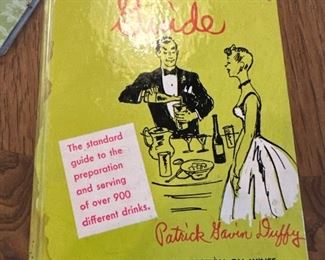 Guide
The standard
guide to the
preparation
and serving
of over 900
different drinks.
Patrick Gavin Duffy